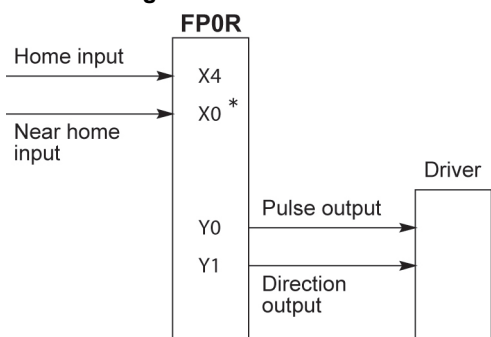 FP0R
Home input
X4
X0 *
Near home
input
Driver
Pulse output
Y0
Y1
Direction
output